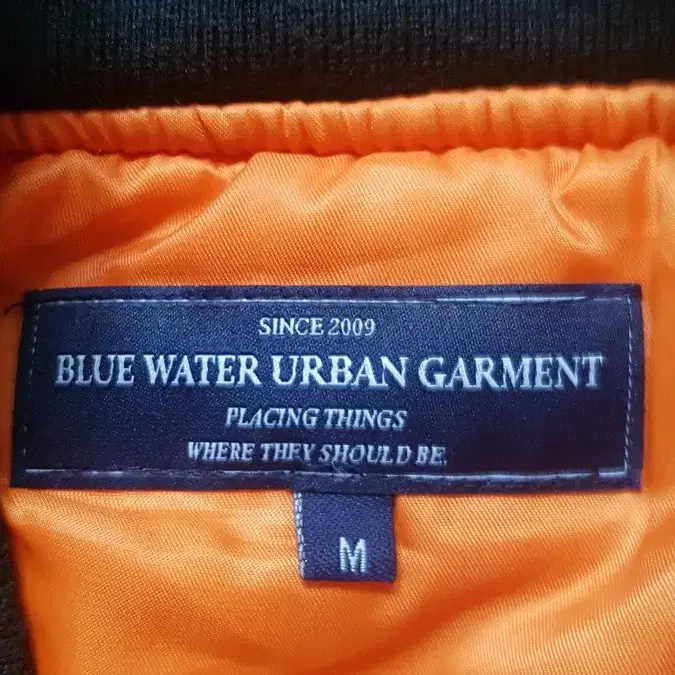 SINCE 2009
BLUE WATER URBAN GARMENT
PLACING THINGS
WHERE THEY SHOULD BE.
M